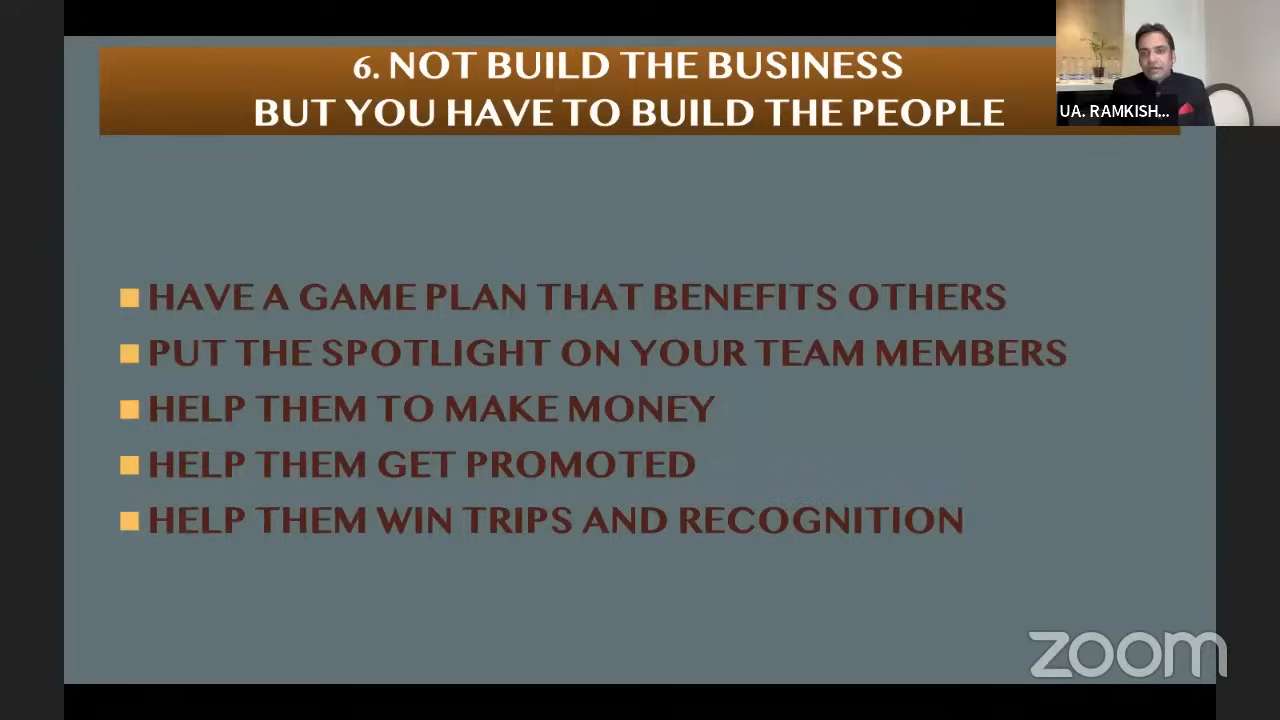 6. NOT BUILD THE BUSINESS
BUT YOU HAVE TO BUILD THE PEOPLE
UA. RAMKISH...
HAVE A GAME PLAN THAT BENEFITS OTHERS
PUT THE SPOTLIGHT ON YOUR TEAM MEMBERS
HELP THEM TO MAKE MONEY
HELP THEM GET PROMOTED
HELP THEM WIN TRIPS AND RECOGNITION
zoom